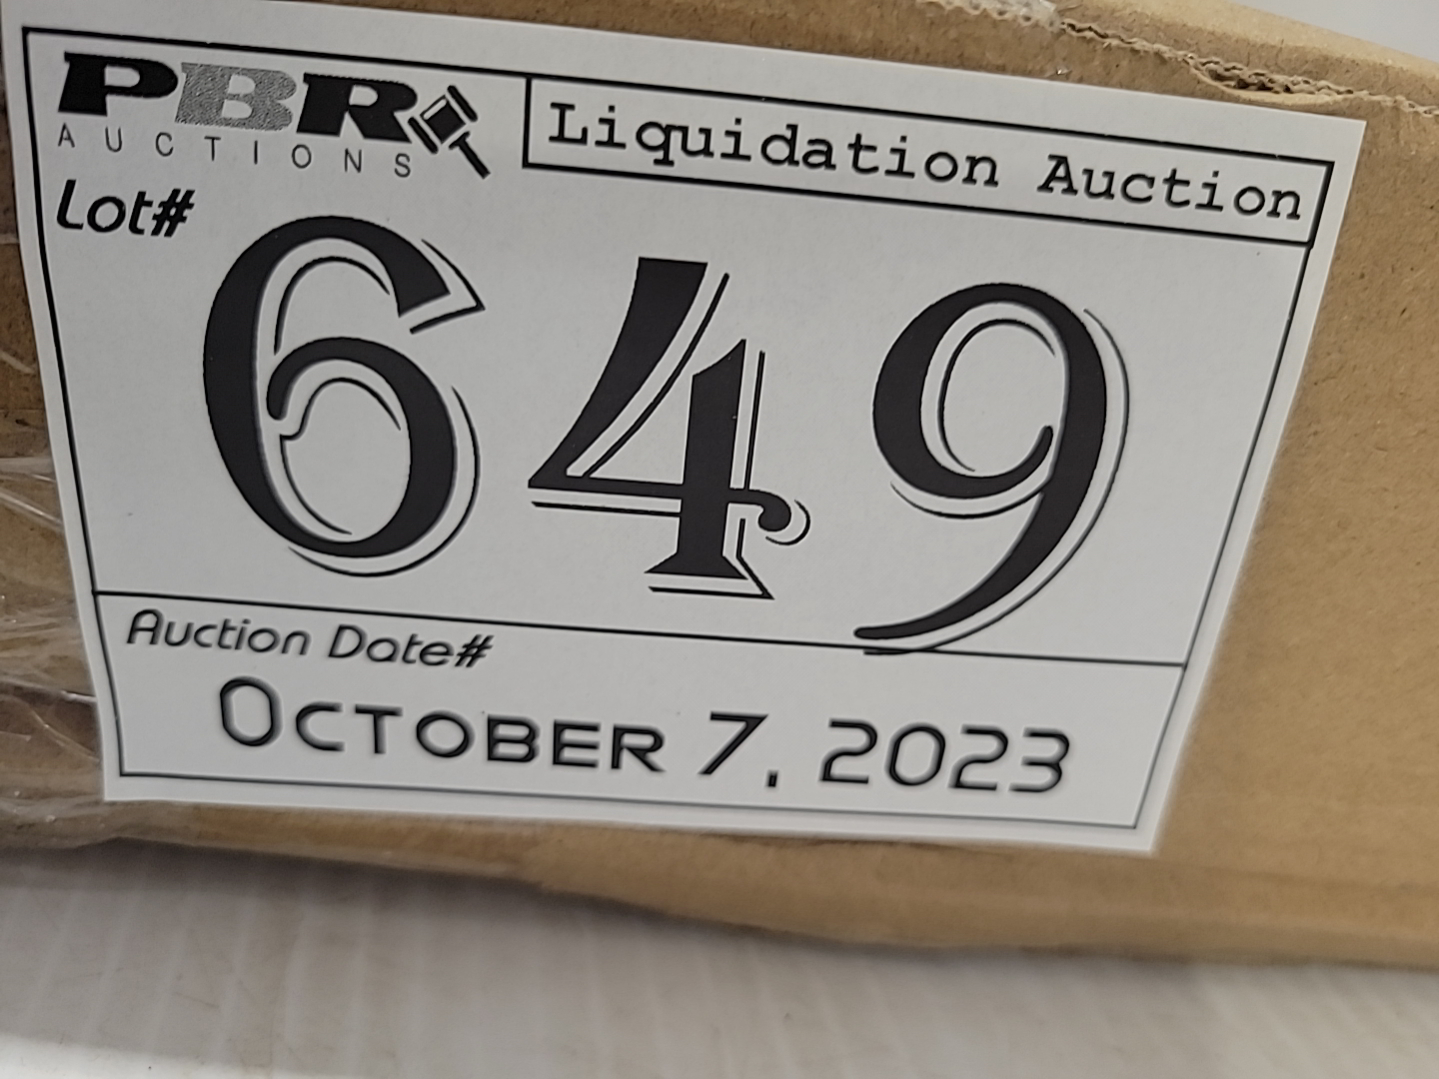 PBR
AUCTIONS
Liquidation Auction
Lot#
649
Auction Date#
OCTOBER 7, 2023